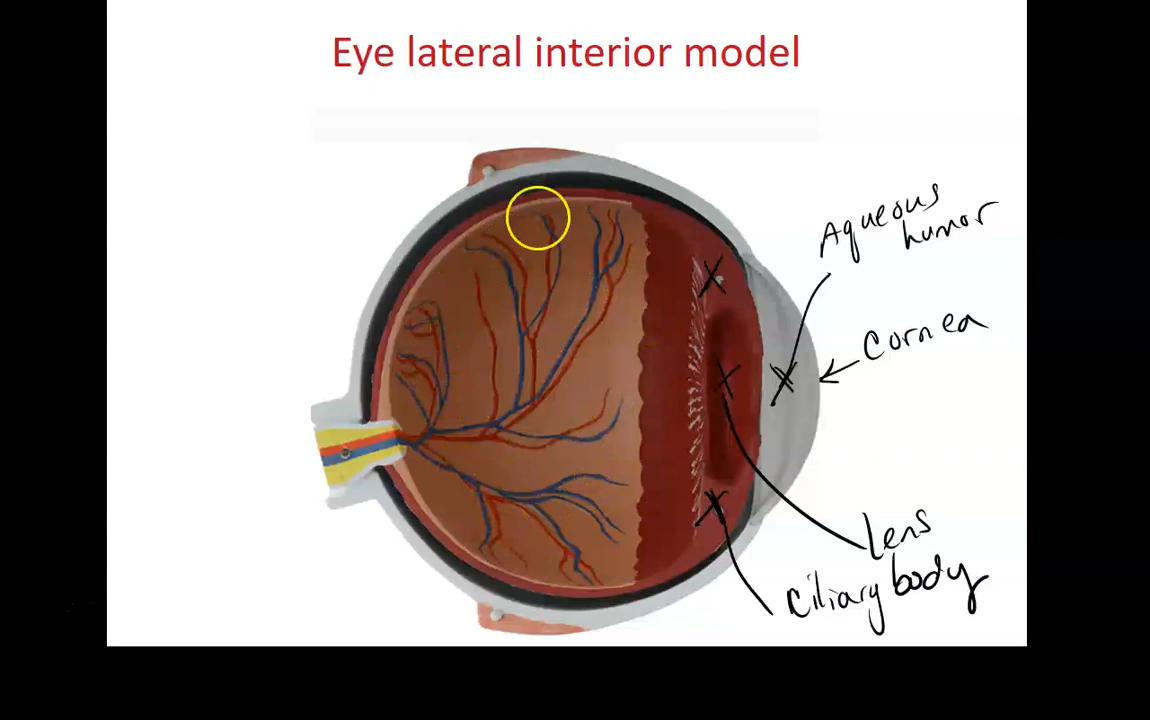 Eye lateral interior model
Aqueous
humor
Cornea
Lens
Ciliary body